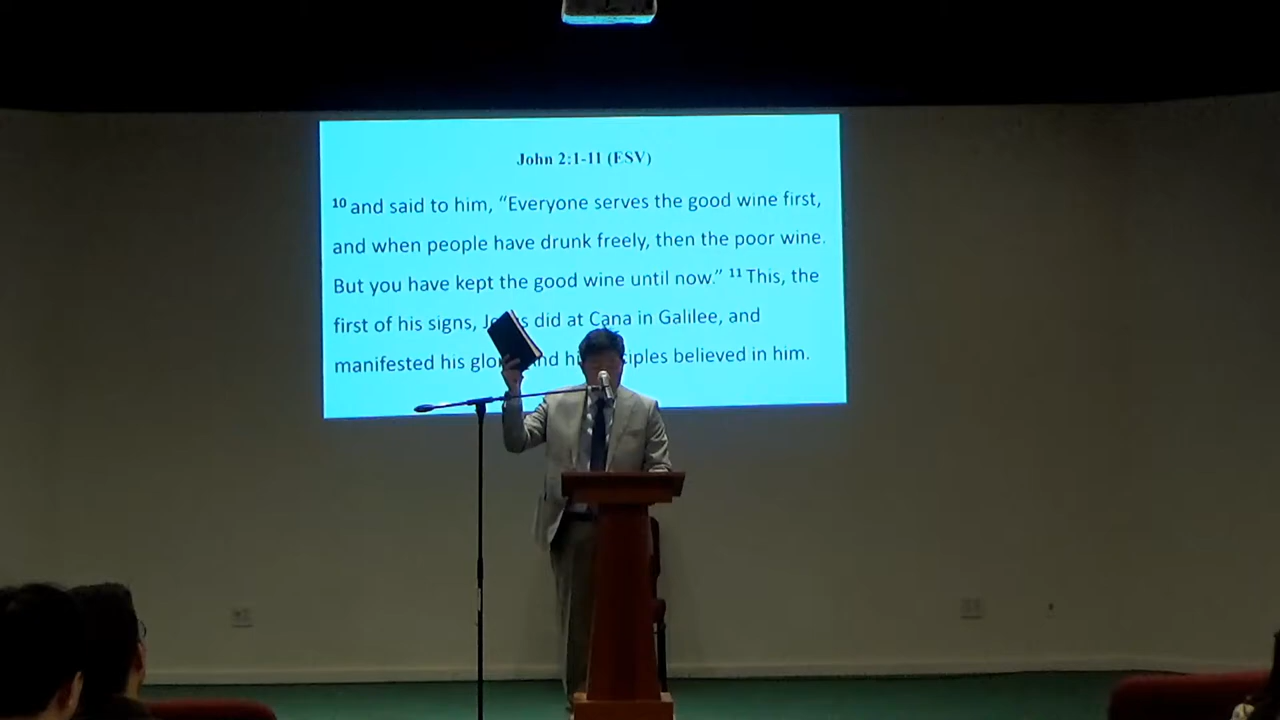 John 2:1-11 (ESV)
10 and said to him, “Everyone serves the good wine first,
and when people have drunk freely, then the poor wine.
But you have kept the good wine until now.” 11 This, the
first of his signs, did at Cana in Galilee, and
manifested his believed in him.